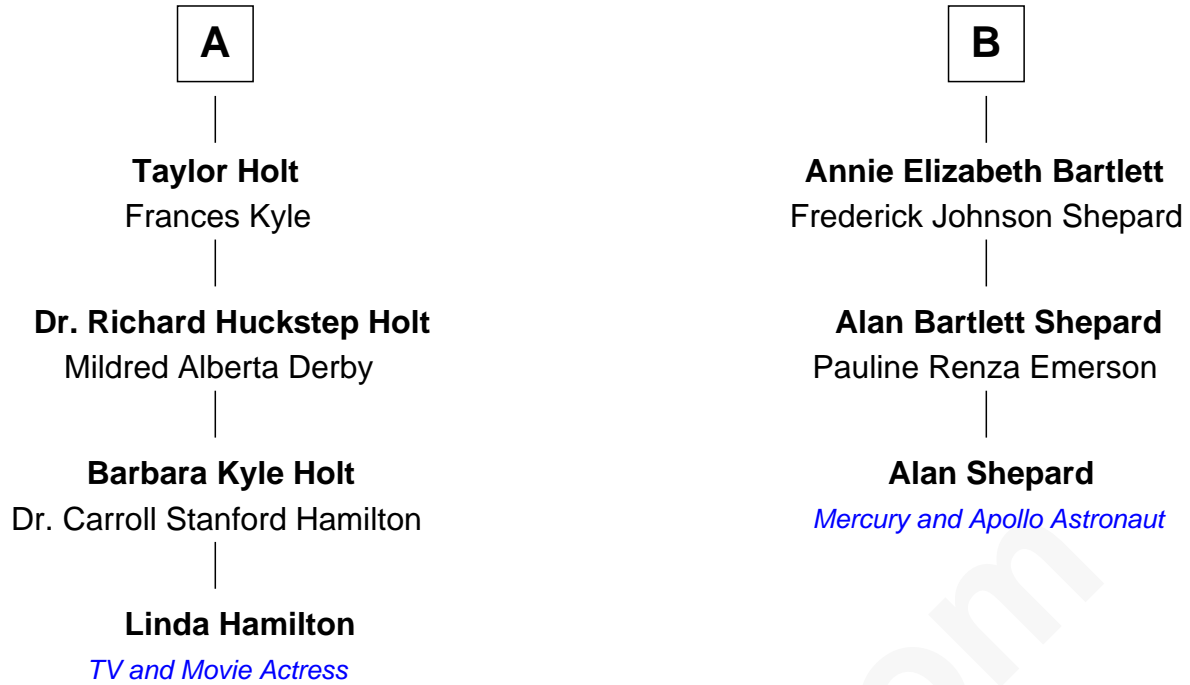 A
Taylor Holt
Frances Kyle
Dr. Richard Huckstep Holt
Mildred Alberta Derby
Barbara Kyle Holt
Dr. Carroll Stanford Hamilton
Linda Hamilton
TV and Movie Actress
B
Annie Elizabeth Bartlett
Frederick Johnson Shepard
Alan Bartlett Shepard
Pauline Renza Emerson
Alan Shepard
Mercury and Apollo Astronaut
om